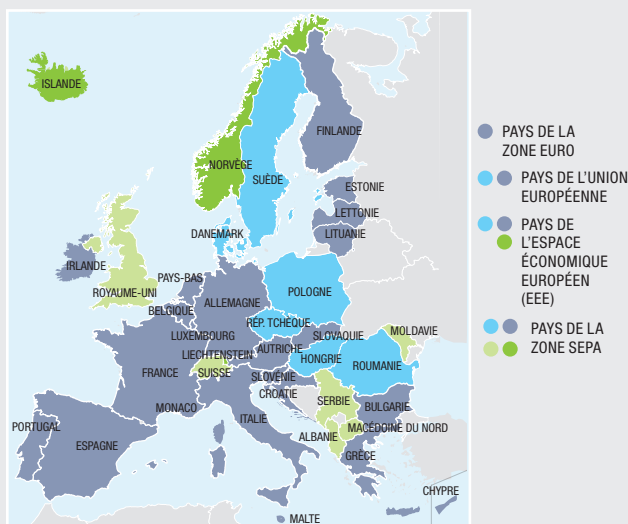 ISLANDE
FINLANDE
NORVÈGE
SUÈDE
ESTONIE
LETTONIE
DANEMARK
LITUANIE
IRLANDE
PAYS-BAS
ROYAUME-UNI
ALLEMAGNE
POLOGNE
BELGIQUE
RÉP. TCHÈQUE
LUXEMBOURG
SLOVAQUIE
MOLDAVIE
LIECHTENSTEIN
AUTRICHE
HONGRIE
ROUMANIE
FRANCE
SUISSE
SLOVÉNIE
CROATIE
SERBIE
MONACO
BULGARIE
ITALIE
PORTUGAL
MACÉDOINE DU NORD
ESPAGNE
ALBANIE
GRÈCE
CHYPRE
MALTE
PAYS DE LA
ZONE EURO
PAYS DE L'UNION
EUROPÉENNE
PAYS DE
L'ESPACE
ÉCONOMIQUE
EUROPÉEN
(EEE)
PAYS DE LA
ZONE SEPA